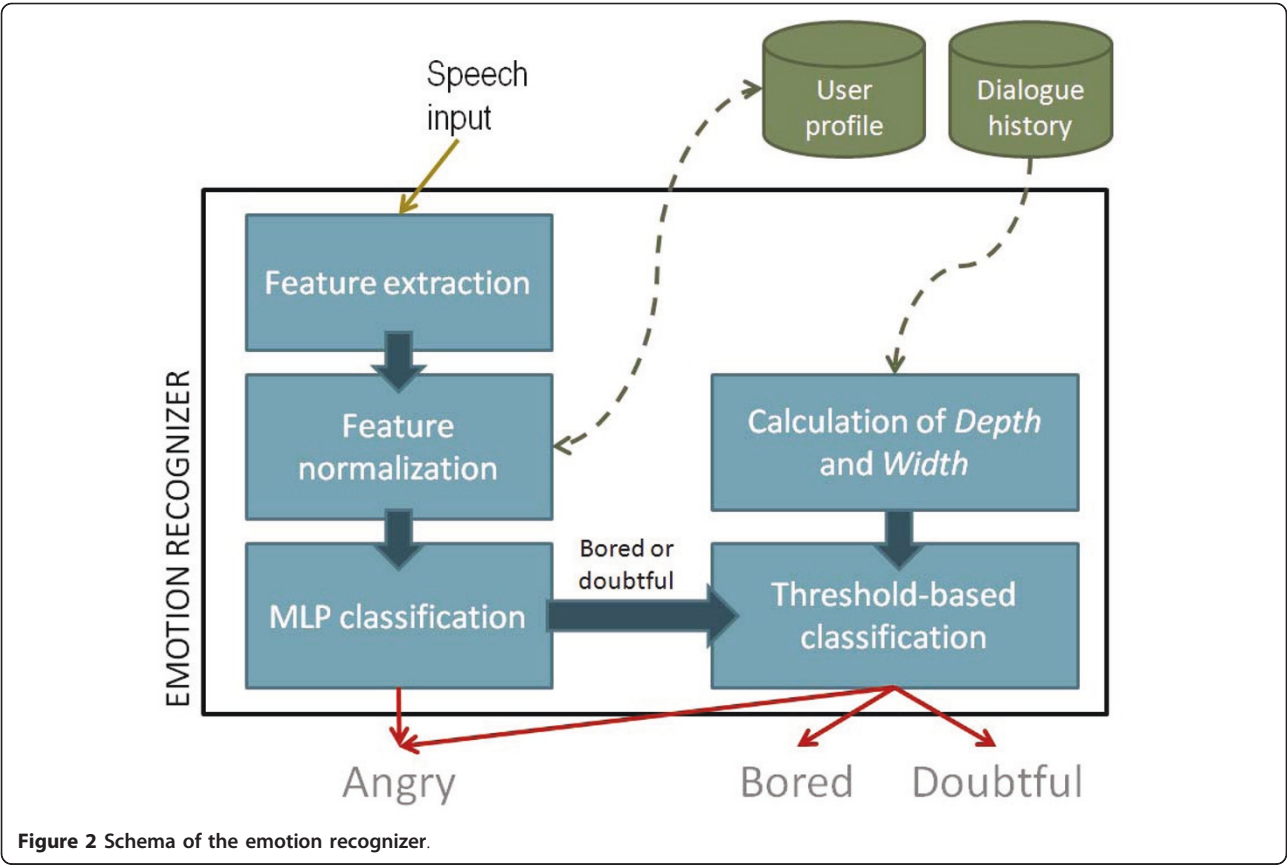 Speech
input
User
profile
Dialogue
history
EMOTION RECOGNIZER
Feature extraction
Feature
normalization
Calculation of Depth
and Width
MLP classification
Bored or
doubtful
Threshold-based
classification
Angry
Bored
Doubtful
Figure 2 Schema of the emotion recognizer.